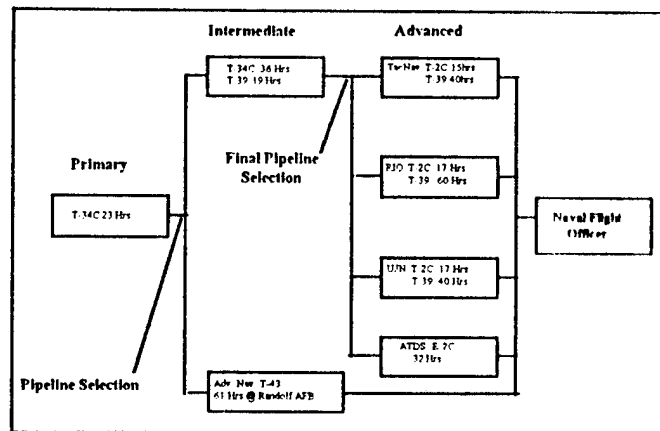 Intermediate
Advanced
T-34C 36 Hrs
T-39 19 Hrs
TacNav T-2C 15hrs
T-39 40hrs
Final Pipeline
Selection
Primary
T-34C 23 Hrs
RIO T-2C 17 Hrs
T-39 60 Hrs
Naval Flight
Officer
T-2C 17 Hrs
T-39 40 Hrs
ATDS E-2C
32 Hrs
Pipeline Selection
Adv. Nav T-43
61 Hrs @ Randolf AFB